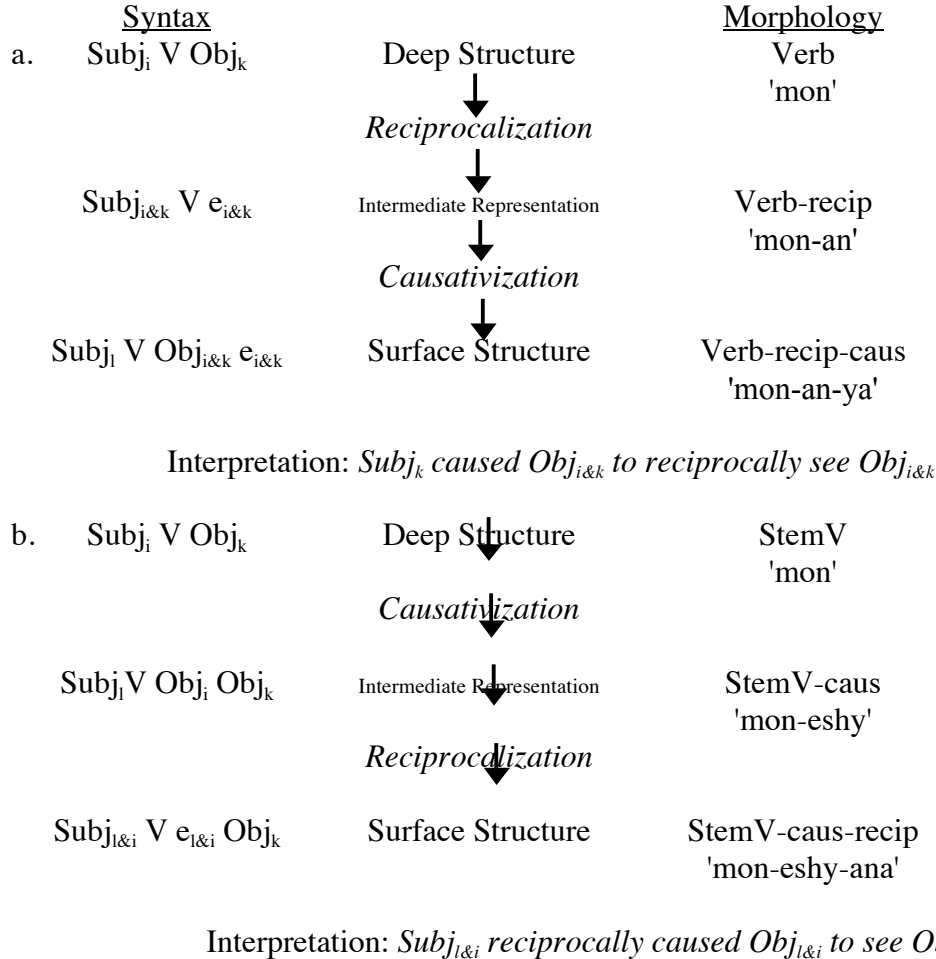 Syntax Morphology
a. Subj_i V Obj_k Deep Structure Verb
'mon'
Reciprocalization
Subj_i&k V e_i&k Intermediate Representation Verb-recip
'mon-an'
Causativization
Subj_l V Obj_i&k e_i&k Surface Structure Verb-recip-caus
'mon-an-ya'
Interpretation: Subj_k caused Obj_i&k to reciprocally see Obj_i&k
b. Subj_i V Obj_k Deep Structure StemV
'mon'
Causativization
Subj_l V Obj_i Obj_k Intermediate Representation StemV-caus
'mon-eshy'
Reciprocalization
Subj_l&i V e_l&i Obj_k Surface Structure StemV-caus-recip
'mon-eshy-ana'
Interpretation: Subj_l&i reciprocally caused Obj_l&i to see